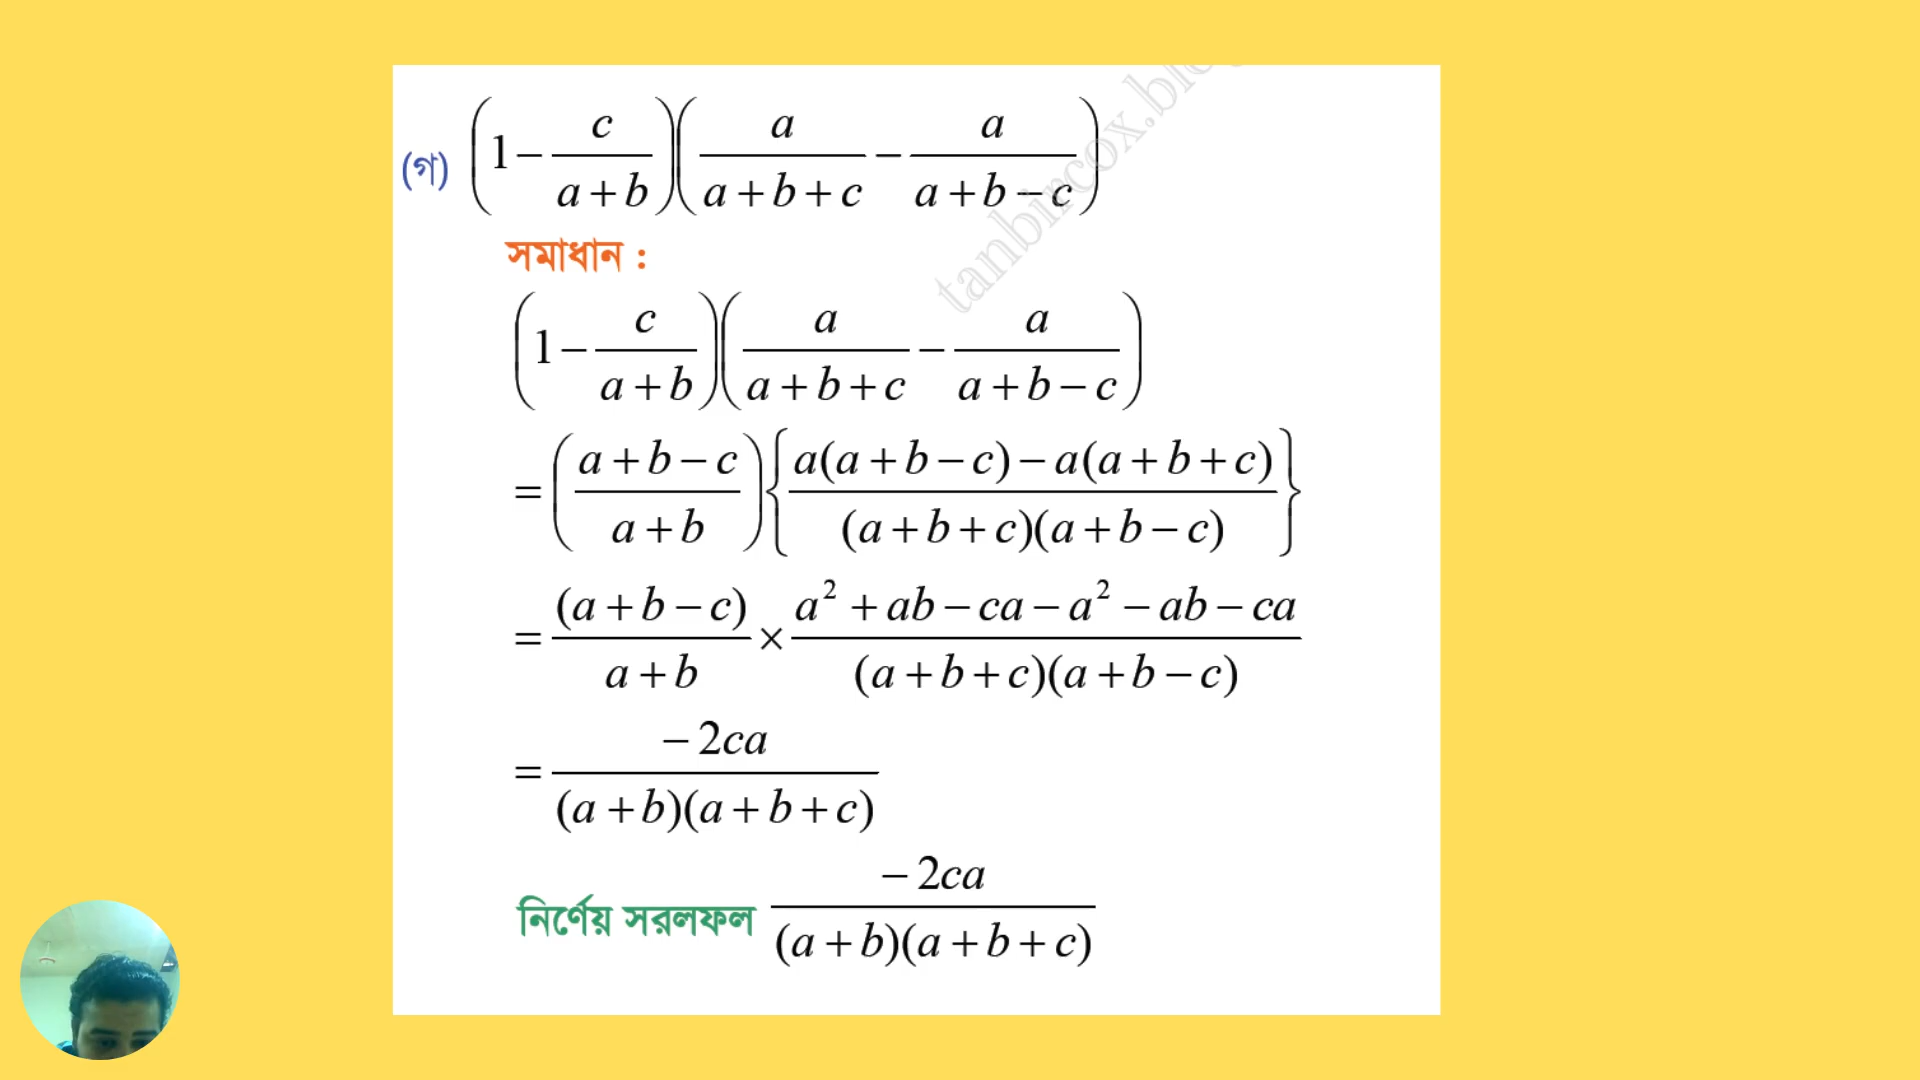 (গ) (1 - c/(a+b)) (a/(a+b+c) - a/(a+b-c))
সমাধান :
(1 - c/(a+b)) (a/(a+b+c) - a/(a+b-c))
= ((a+b-c)/(a+b)) {(a(a+b-c)-a(a+b+c))/((a+b+c)(a+b-c))}
= (a+b-c)/(a+b) × (a²+ab-ca-a²-ab-ca)/((a+b+c)(a+b-c))
= -2ca/((a+b)(a+b+c))
নির্ণেয় সরলফল -2ca/((a+b)(a+b+c))